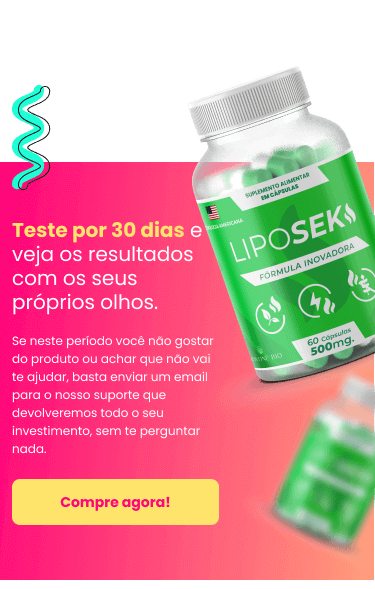 SUPLEMENTO ALIMENTAR
EM CÁPSULAS
AMERICANA
LIPOSEK
FÓRMULA INOVADORA
60 Cápsulas
500mg.
Teste por 30 dias e
veja os resultados
com os seus
próprios olhos.
Se neste período você não gostar
do produto ou achar que não vai
te ajudar, basta enviar um email
para o nosso suporte que
devolveremos todo o seu
investimento, sem te perguntar
nada.
Compre agora!